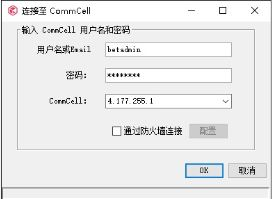 连接至 CommCell
输入 CommCell 用户名和密码
用户名或Email betadmin
密码: ********
CommCell: 4.177.255.1
通过防火墙连接 配置
OK 取消